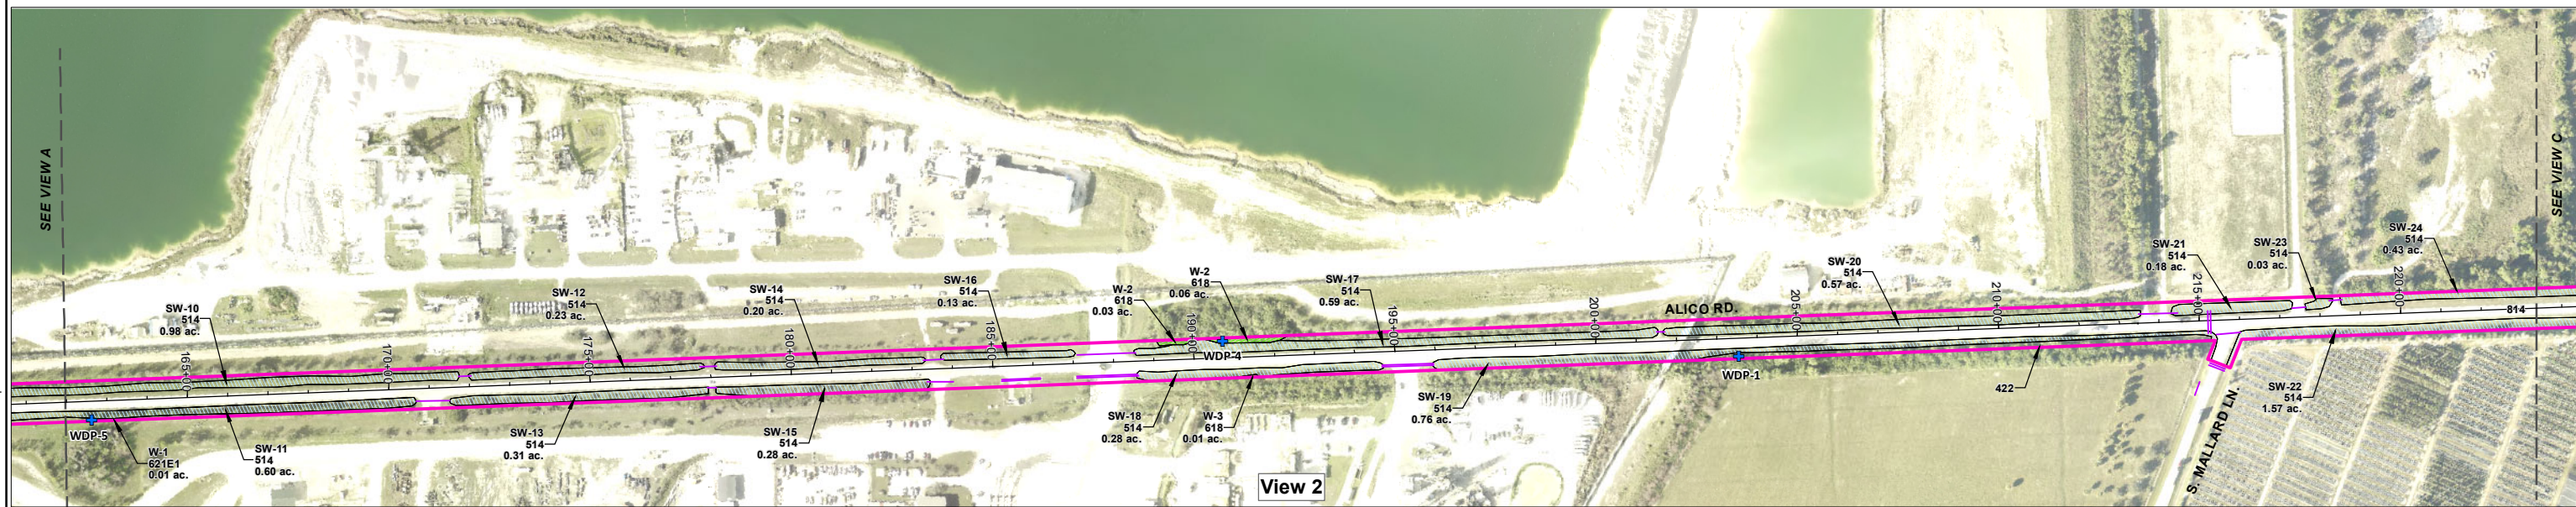 SEE VIEW A
SEE VIEW C
SW-10
514
0.98 ac.
SW-12
514
0.23 ac.
SW-14
514
0.20 ac.
SW-16
514
0.13 ac.
W-2
618
0.03 ac.
W-2
618
0.06 ac.
SW-17
514
0.59 ac.
ALICO RD.
SW-20
514
0.57 ac.
SW-21
514
0.18 ac.
SW-23
514
0.03 ac.
SW-24
514
0.43 ac.
165+00
170+00
175+00
180+00
185+00
190+00
195+00
200+00
205+00
210+00
215+00
220+00
814
WDP-5
WDP-4
WDP-1
W-1
621E1
0.01 ac.
SW-11
514
0.60 ac.
SW-13
514
0.31 ac.
SW-15
514
0.28 ac.
SW-18
514
0.28 ac.
W-3
618
0.01 ac.
SW-19
514
0.76 ac.
422
S. MALLARD LN.
SW-22
514
1.57 ac.
View 2